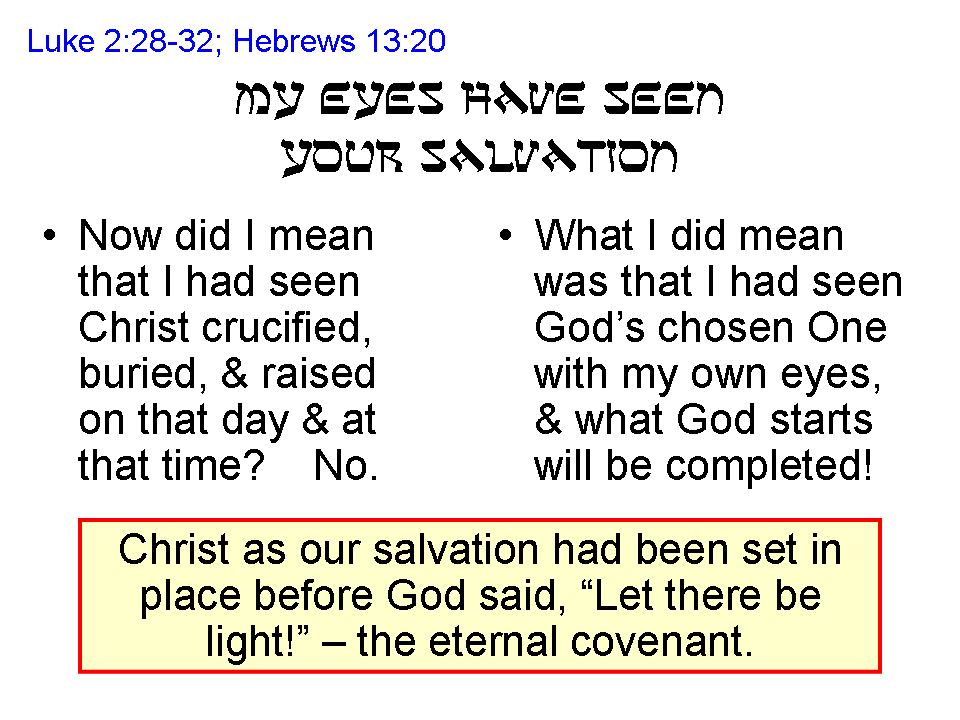 Luke 2:28-32; Hebrews 13:20
MY EYES HAVE SEEN
YOUR SALVATION
• Now did I mean
that I had seen
Christ crucified,
buried, & raised
on that day & at
that time? No.
• What I did mean
was that I had seen
God’s chosen One
with my own eyes,
& what God starts
will be completed!
Christ as our salvation had been set in
place before God said, “Let there be
light!” – the eternal covenant.